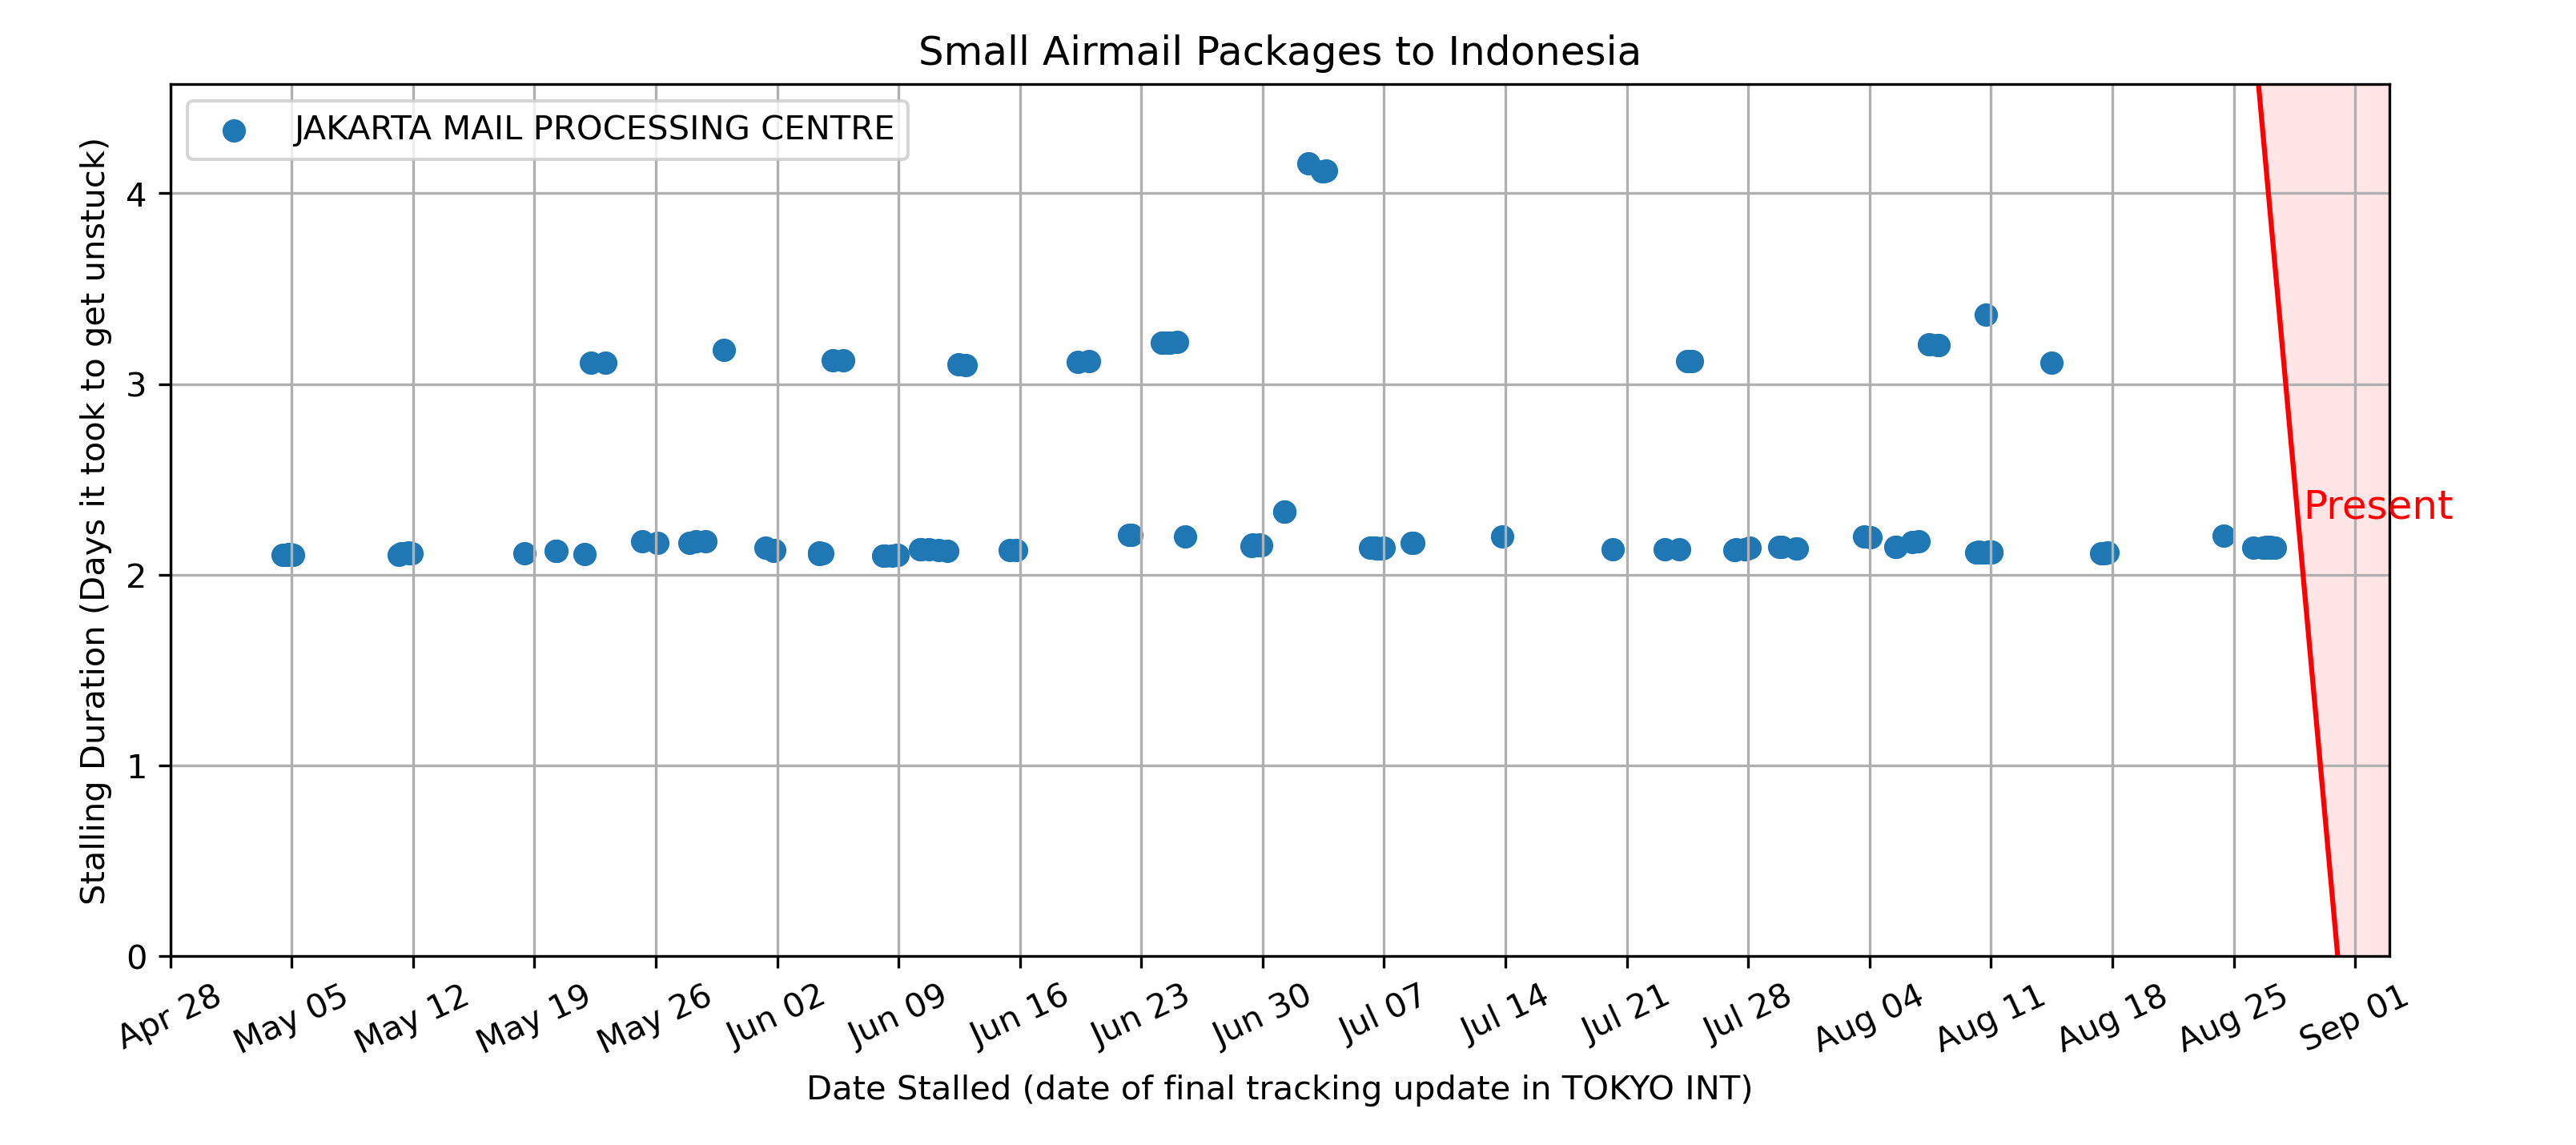 Small Airmail Packages to Indonesia
JAKARTA MAIL PROCESSING CENTRE
Stalling Duration (Days it took to get unstuck)
4
3
2
1
0
Present
Apr 28
May 05
May 12
May 19
May 26
Jun 02
Jun 09
Jun 16
Jun 23
Jun 30
Jul 07
Jul 14
Jul 21
Jul 28
Aug 04
Aug 11
Aug 18
Aug 25
Sep 01
Date Stalled (date of final tracking update in TOKYO INT)